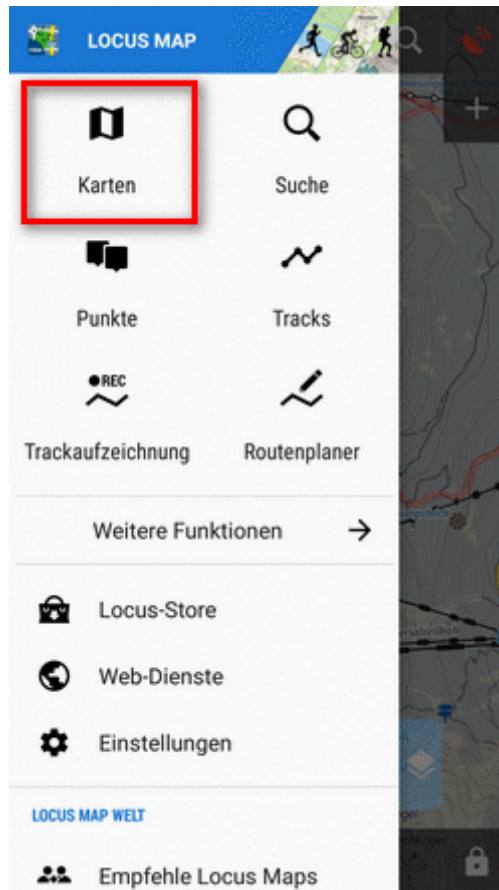 LOCUS MAP
Karten
Suche
Punkte
Tracks
REC
Trackaufzeichnung
Routenplaner
Weitere Funktionen
Locus-Store
Web-Dienste
Einstellungen
LOCUS MAP WELT
Empfehle Locus Maps